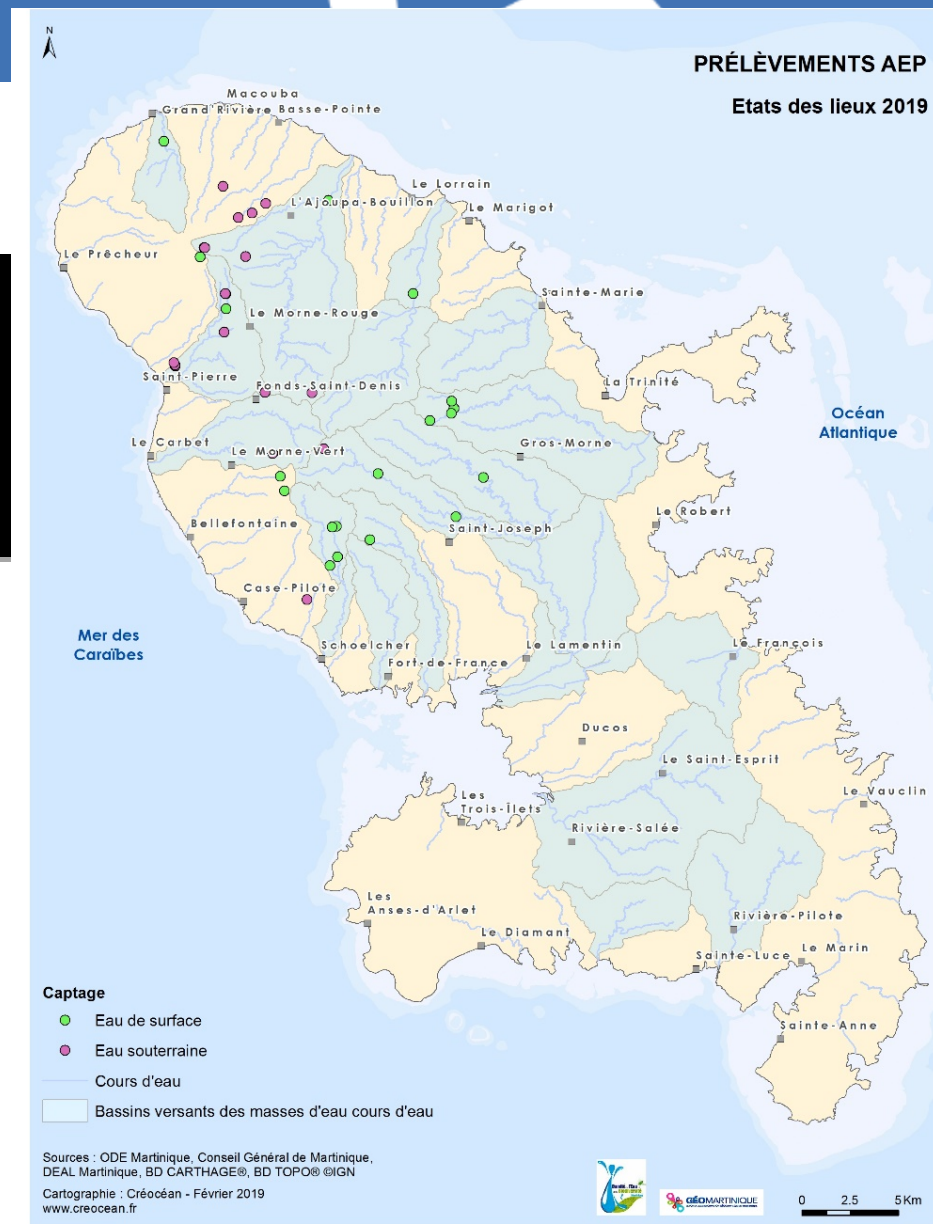 N
PRÉLÈVEMENTS AEP
Etats des lieux 2019
Macouba
Grand'Rivière Basse-Pointe
Le Lorrain
L'Ajoupa-Bouillon
Le Marigot
Le Prêcheur
Sainte-Marie
Le Morne-Rouge
Saint-Pierre
Fonds-Saint-Denis
La Trinité
Océan
Atlantique
Le Carbet
Le Morne-Vert
Gros-Morne
Bellefontaine
Saint-Joseph
Le Robert
Case-Pilote
Mer des
Caraïbes
Schoelcher
Fort-de-France
Le Lamentin
Le François
Ducos
Le Saint-Esprit
Les
Trois-Îlets
Le Vauclin
Rivière-Salée
Les
Anses-d'Arlet
Le Diamant
Rivière-Pilote
Sainte-Luce
Le Marin
Sainte-Anne
Captage
Eau de surface
Eau souterraine
Cours d'eau
Bassins versants des masses d'eau cours d'eau
Sources : ODE Martinique, Conseil Général de Martinique,
DEAL Martinique, BD CARTHAGE®, BD TOPO® ©IGN
Cartographie : Créocéan - Février 2019
www.creocean.fr
GÉOMARTINIQUE
0 2.5 5 Km